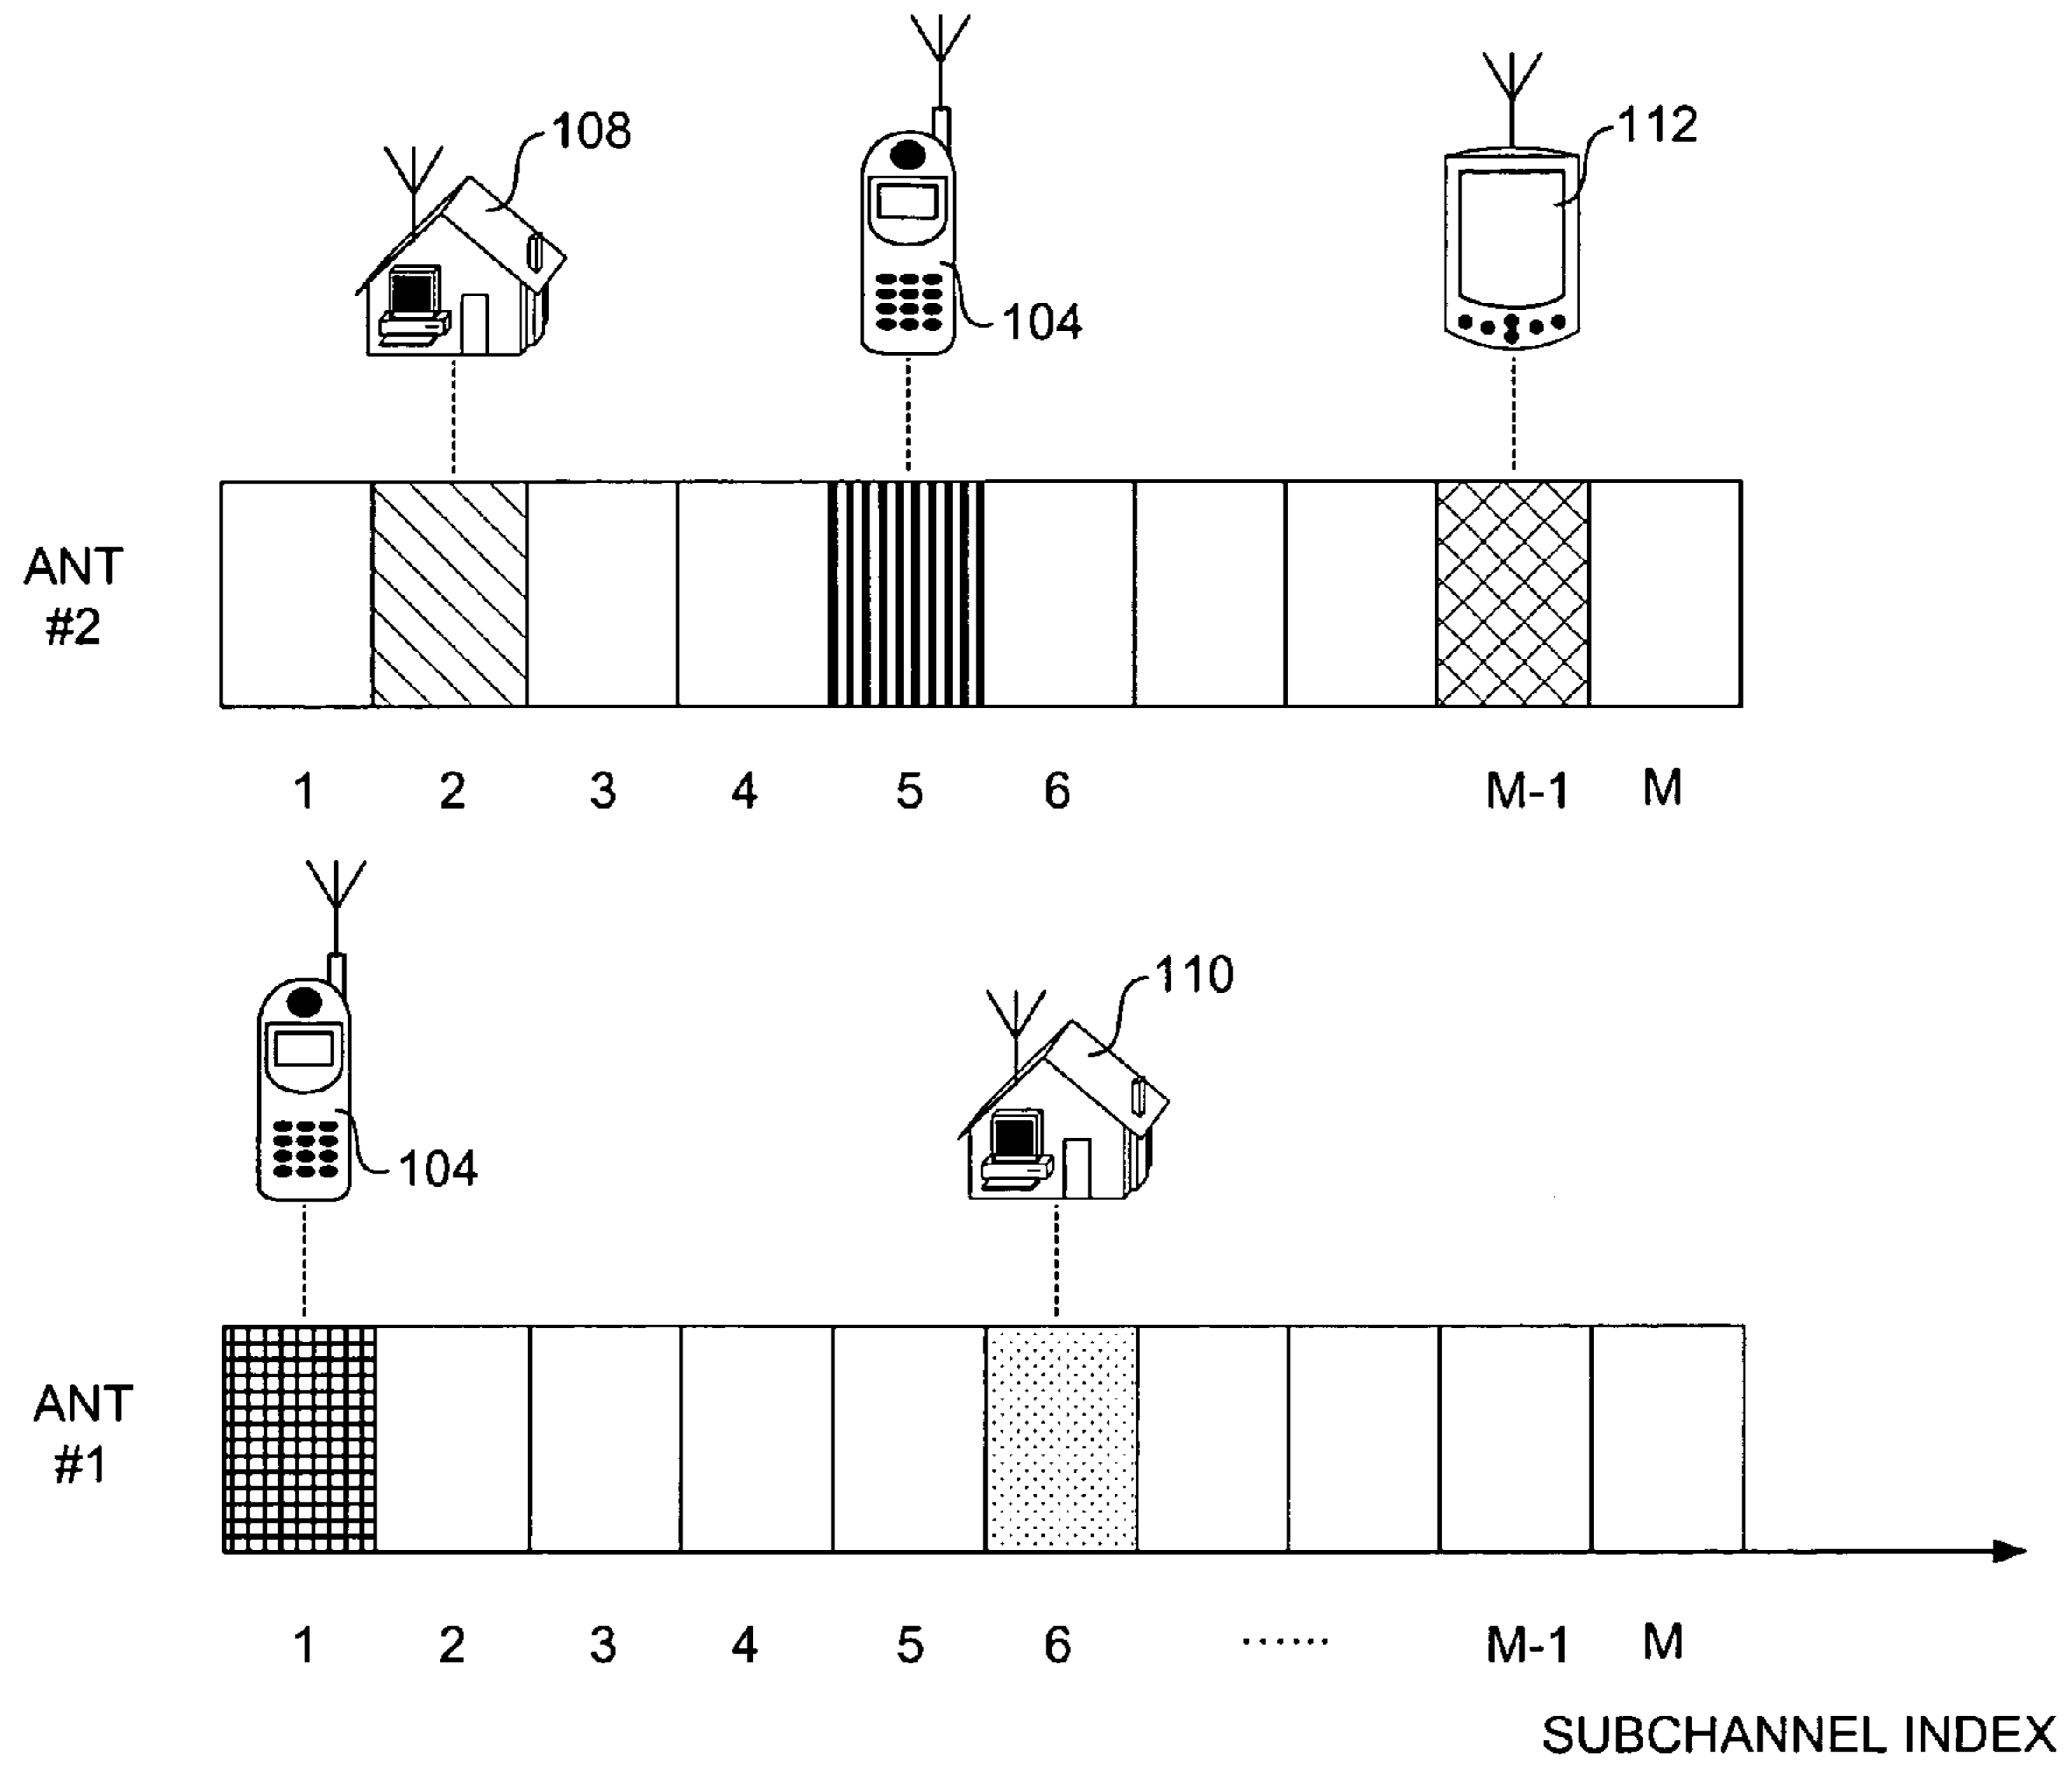 108
104
112
ANT
#2
1 2 3 4 5 6 M-1 M
104
110
ANT
#1
1 2 3 4 5 6 ...... M-1 M
SUBCHANNEL INDEX